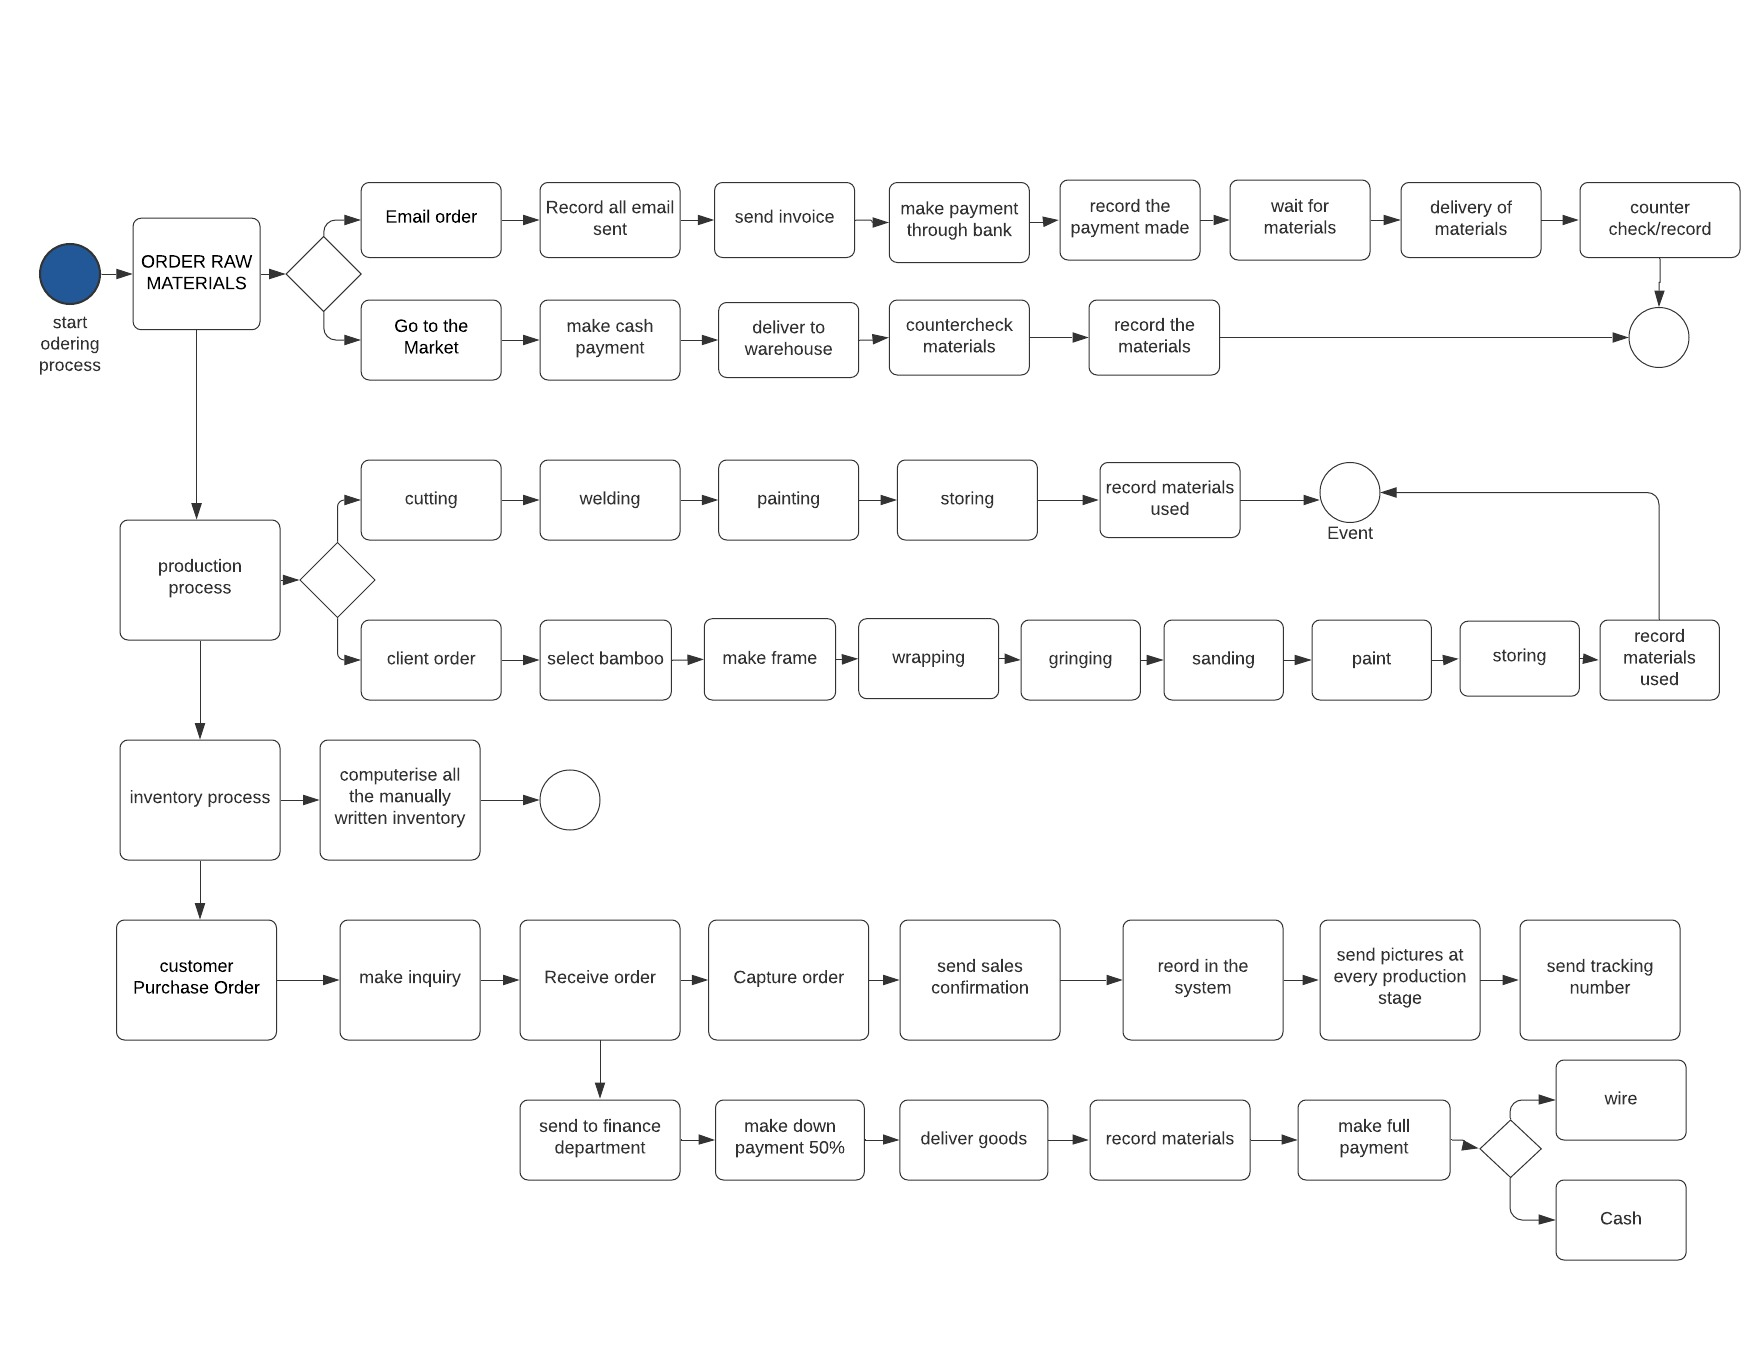 Email order
Record all email
sent
send invoice
make payment
through bank
record the
payment made
wait for
materials
delivery of
materials
counter
check/record
ORDER RAW
MATERIALS
start
odering
process
Go to the
Market
make cash
payment
deliver to
warehouse
countercheck
materials
record the
materials
cutting
welding
painting
storing
record materials
used
Event
production
process
client order
select bamboo
make frame
wrapping
gringing
sanding
paint
storing
record
materials
used
inventory process
computerise all
the manually
written inventory
customer
Purchase Order
make inquiry
Receive order
Capture order
send sales
confirmation
reord in the
system
send pictures at
every production
stage
send tracking
number
send to finance
department
make down
payment 50%
deliver goods
record materials
make full
payment
wire
Cash